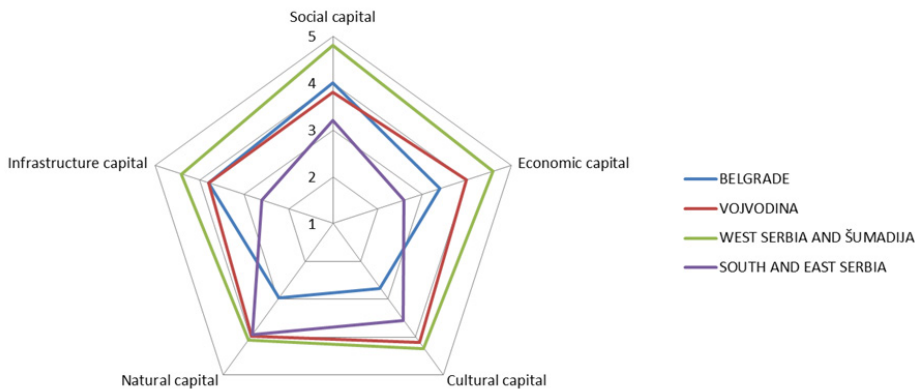 Social capital
5
4
3
2
1
Infrastructure capital
Economic capital
Natural capital
Cultural capital
BELGRADE
VOJVODINA
WEST SERBIA AND ŠUMADIJA
SOUTH AND EAST SERBIA